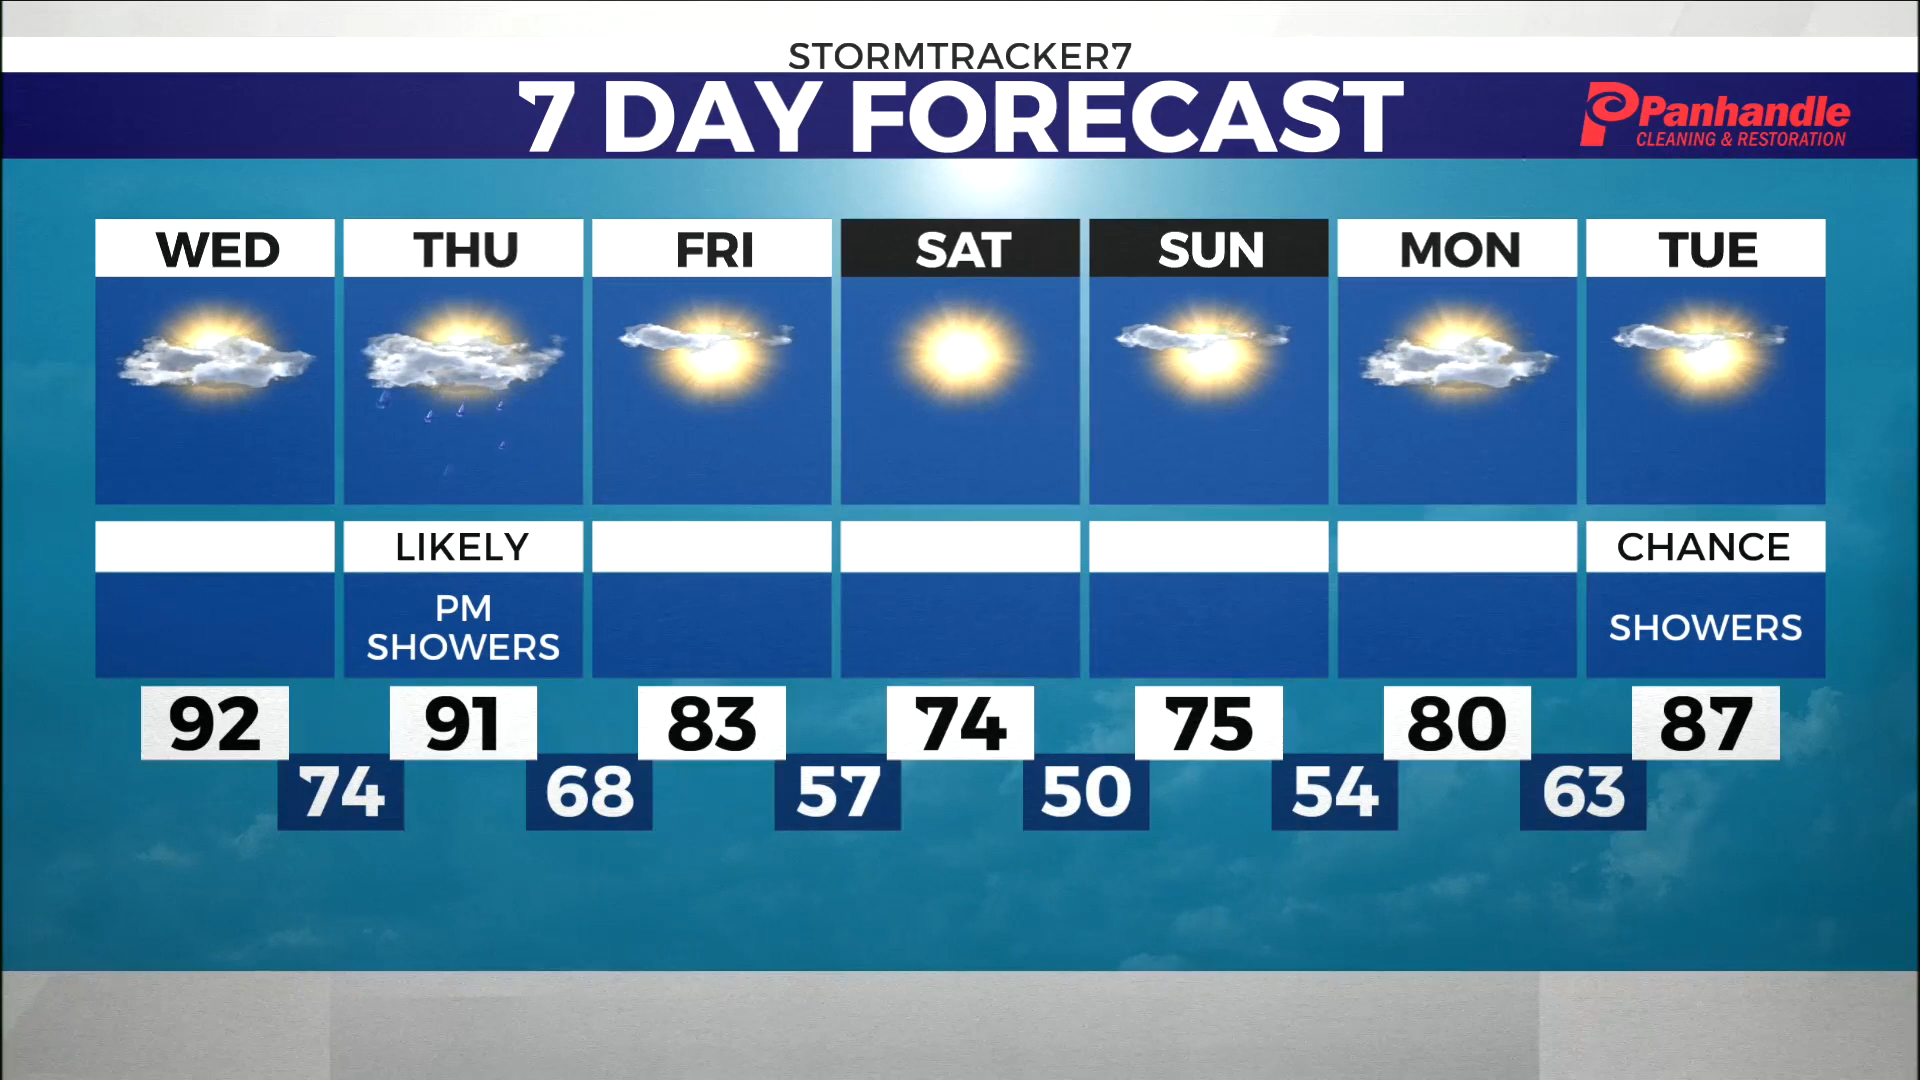 STORMTRACKER7
7 DAY FORECAST
Panhandle
CLEANING & RESTORATION
WED THU FRI SAT SUN MON TUE
LIKELY CHANCE
PM
SHOWERS
SHOWERS
92 91 83 74 75 80 87
74 68 57 50 54 63